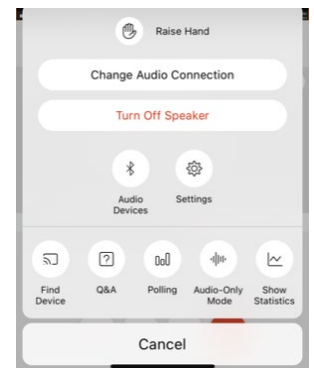 Raise Hand
Change Audio Connection
Turn Off Speaker
Audio
Devices
Settings
Find
Device
Q&A
Polling
Audio-Only
Mode
Show
Statistics
Cancel